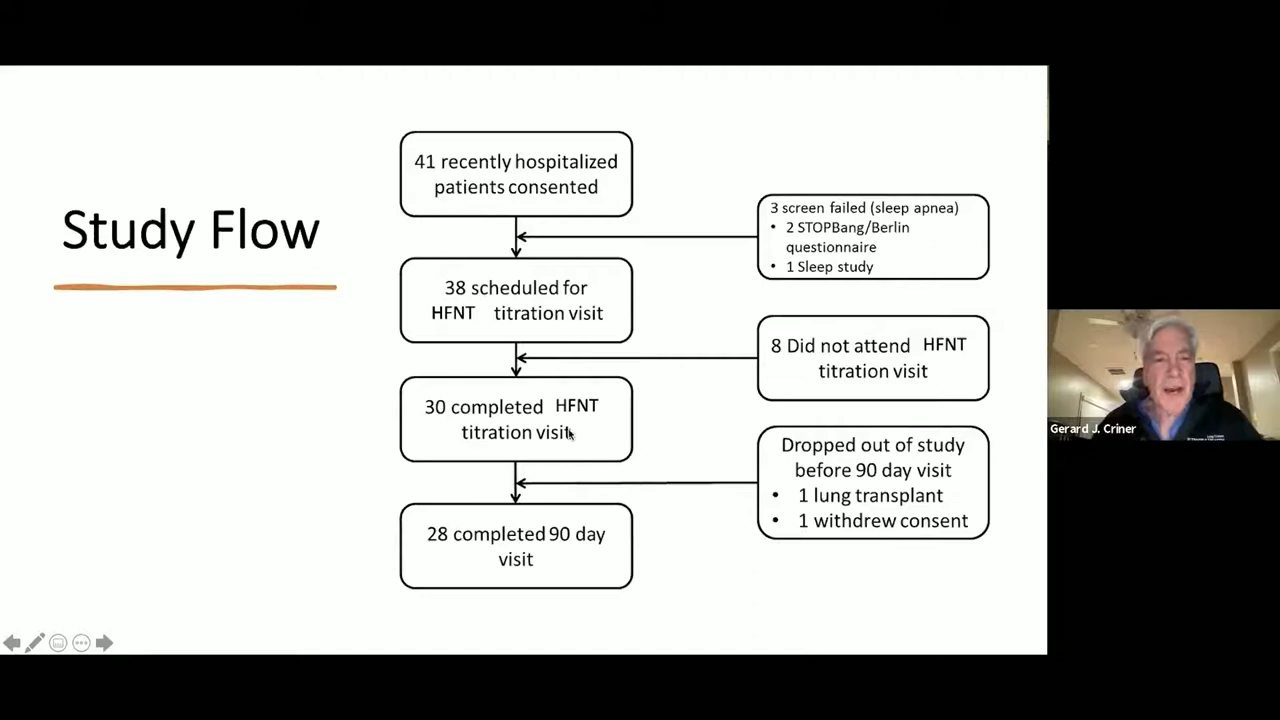 Study Flow
41 recently hospitalized
patients consented
3 screen failed (sleep apnea)
• 2 STOPBang/Berlin
questionnaire
• 1 Sleep study
38 scheduled for
HFNT titration visit
8 Did not attend HFNT
titration visit
30 completed HFNT
titration visit
Dropped out of study
before 90 day visit
• 1 lung transplant
• 1 withdrew consent
28 completed 90 day
visit
Gerard J. Criner